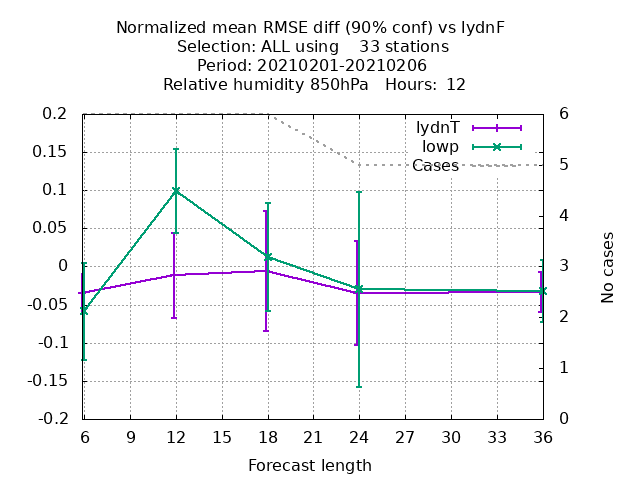 Normalized mean RMSE diff (90% conf) vs lydnF
Selection: ALL using    33 stations
Period: 20210201-20210206
Relative humidity 850hPa   Hours:  12
0.2
0.15
0.1
0.05
0
-0.05
-0.1
-0.15
-0.2
lydnT
lowp
Cases
6
5
4
3
2
1
0
No cases
6 9 12 15 18 21 24 27 30 33 36
Forecast length